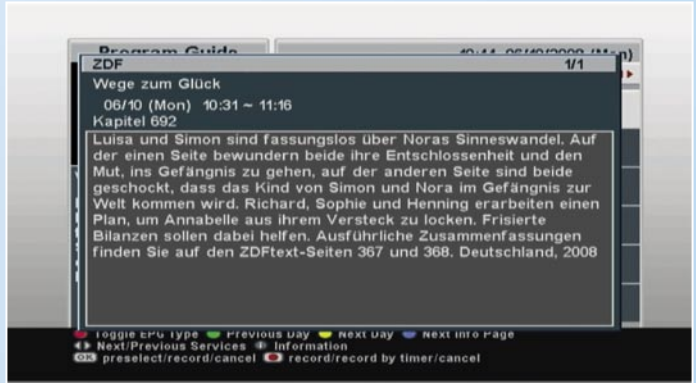 Program Guide
ZDF 1/1
Wege zum Glück
06/10 (Mon) 10:31 ~ 11:16
Kapitel 692
Luisa und Simon sind fassungslos über Noras Sinneswandel. Auf
der einen Seite bewundern beide ihre Entschlossenheit und den
Mut, ins Gefängnis zu gehen, auf der anderen Seite sind beide
geschockt, dass das Kind von Simon und Nora im Gefängnis zur
Welt kommen wird. Richard, Sophie und Henning erarbeiten einen
Plan, um Annabelle aus ihrem Versteck zu locken. Frisierte
Bilanzen sollen dabei helfen. Ausführliche Zusammenfassungen
finden Sie auf den ZDFtext-Seiten 367 und 368. Deutschland, 2008
Toggle EPG Type Previous Day Next Day Next Info Page
Next/Previous Services Information
OK preselect/record/cancel record/record by timer/cancel